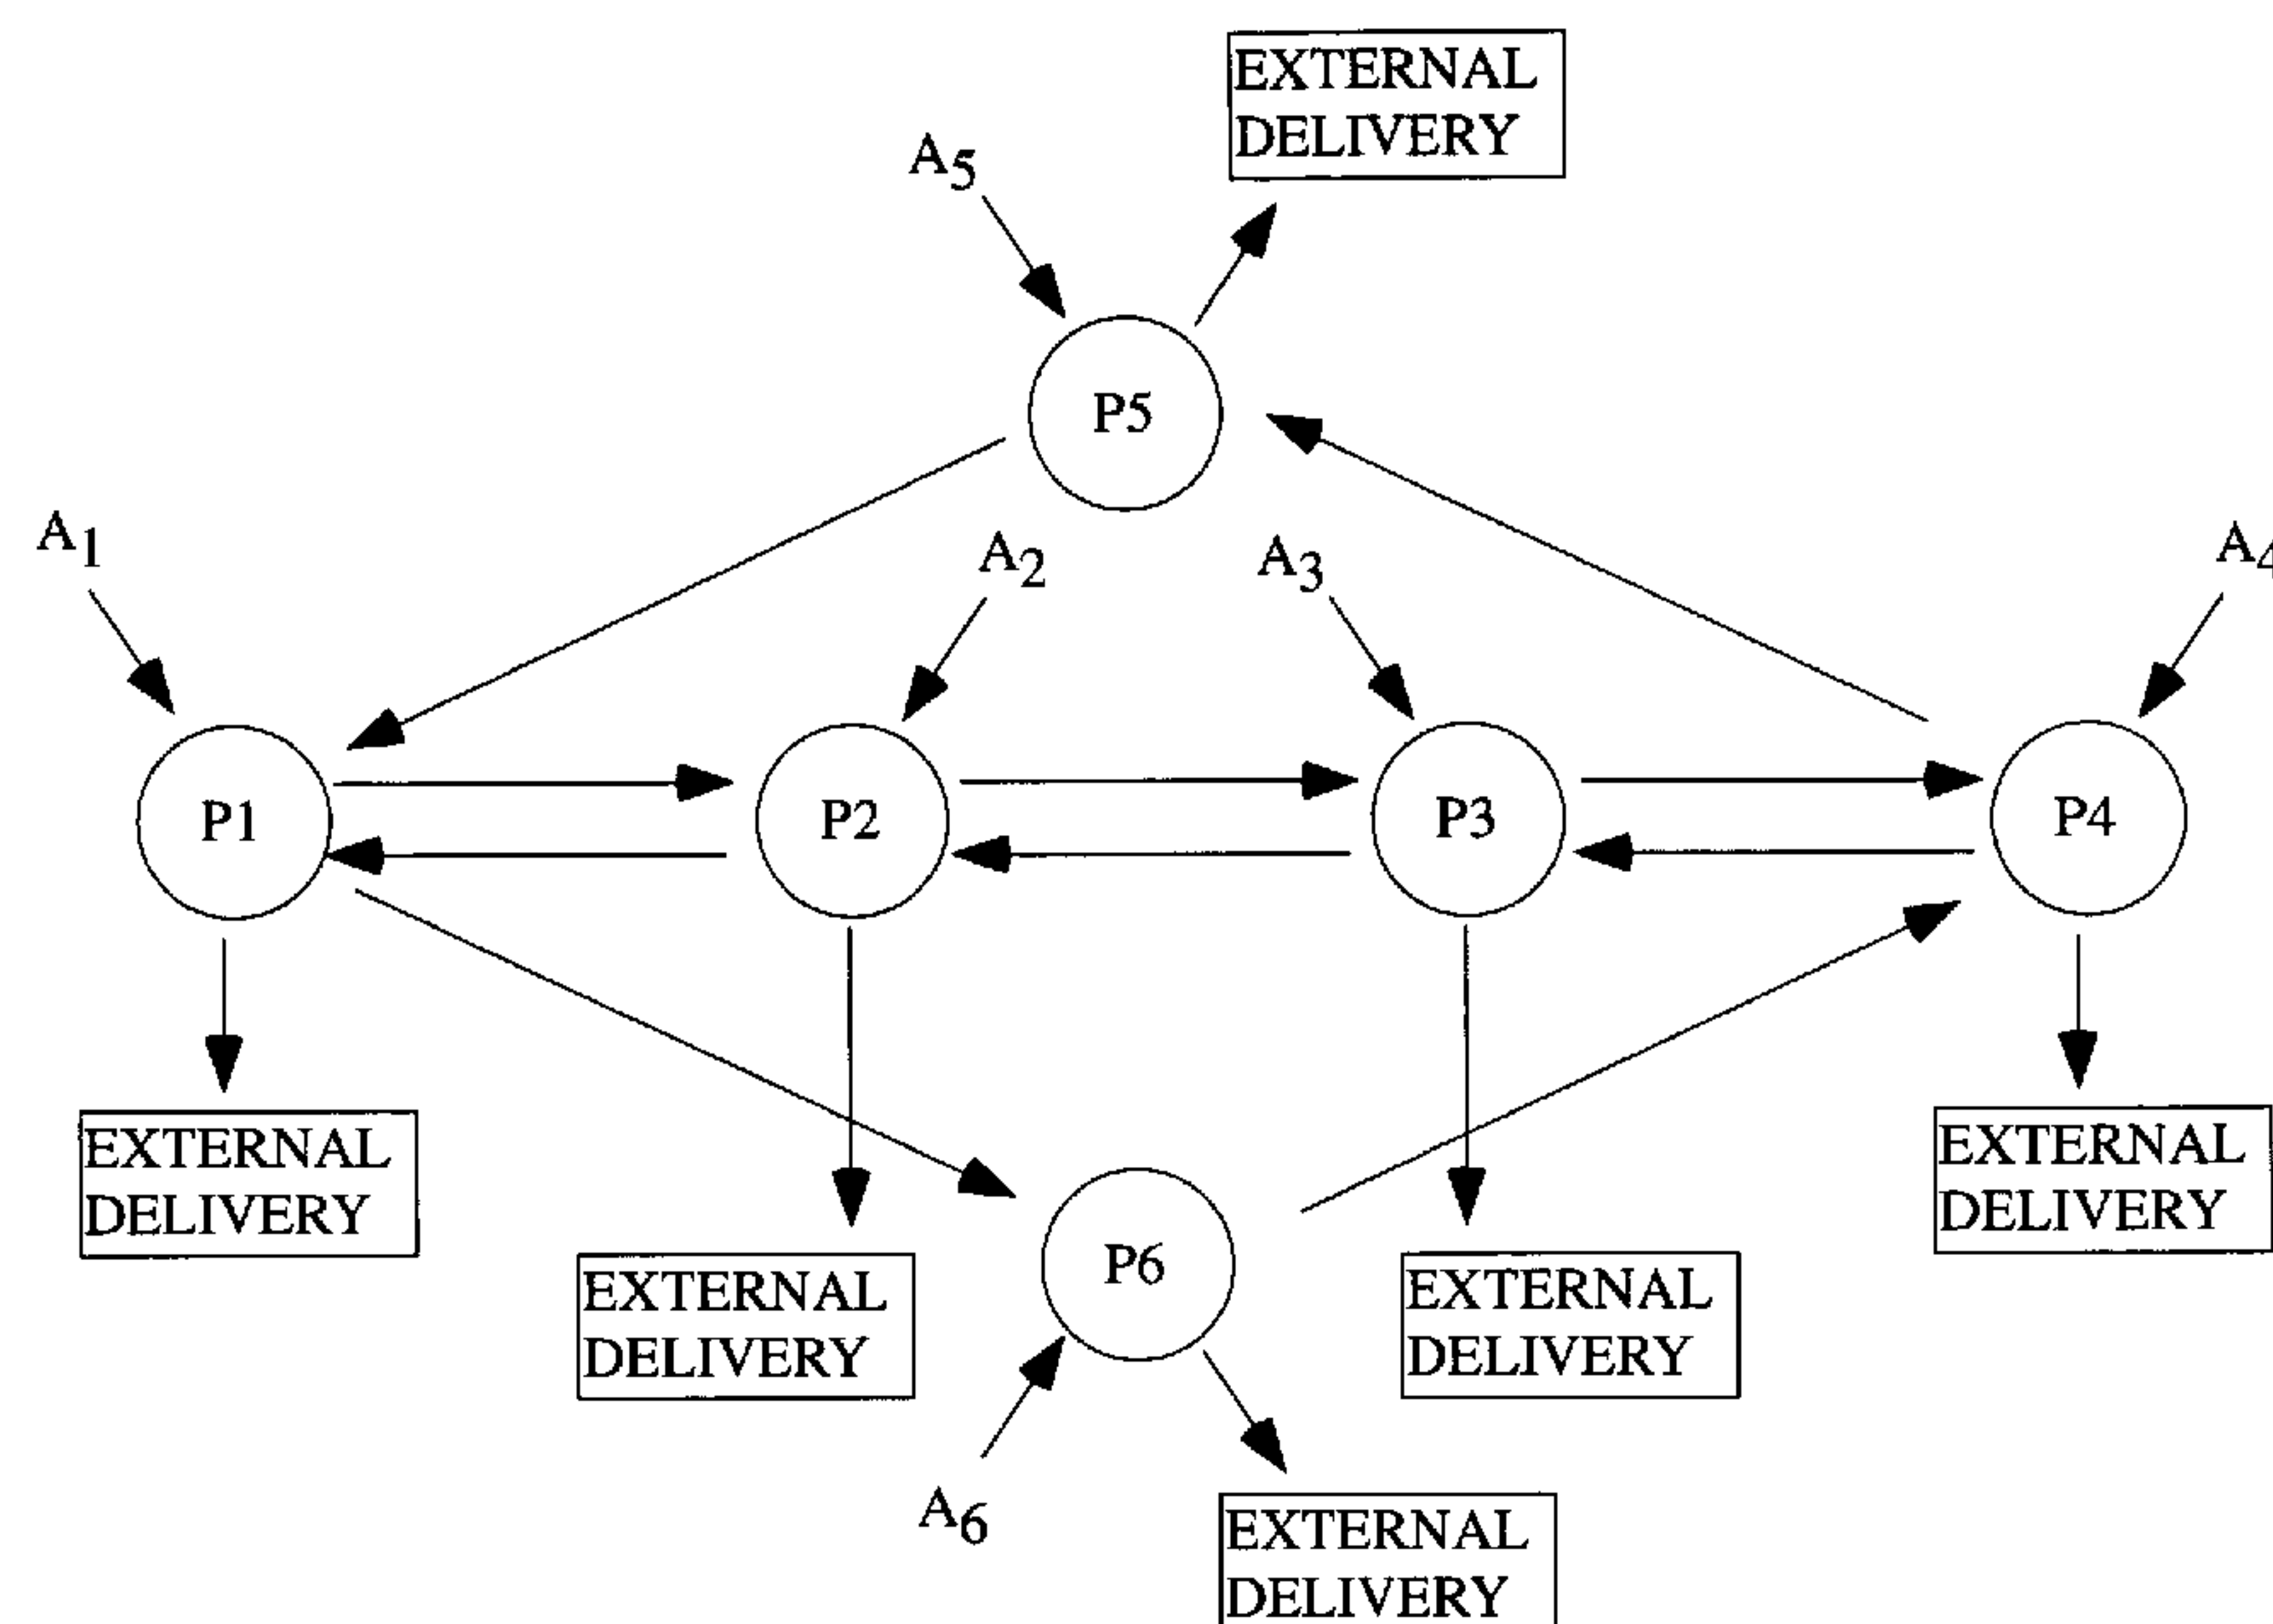 EXTERNAL
DELIVERY
A5
P5
A1
A2
A3
A4
P1
P2
P3
P4
EXTERNAL
DELIVERY
EXTERNAL
DELIVERY
P6
EXTERNAL
DELIVERY
EXTERNAL
DELIVERY
A6
EXTERNAL
DELIVERY